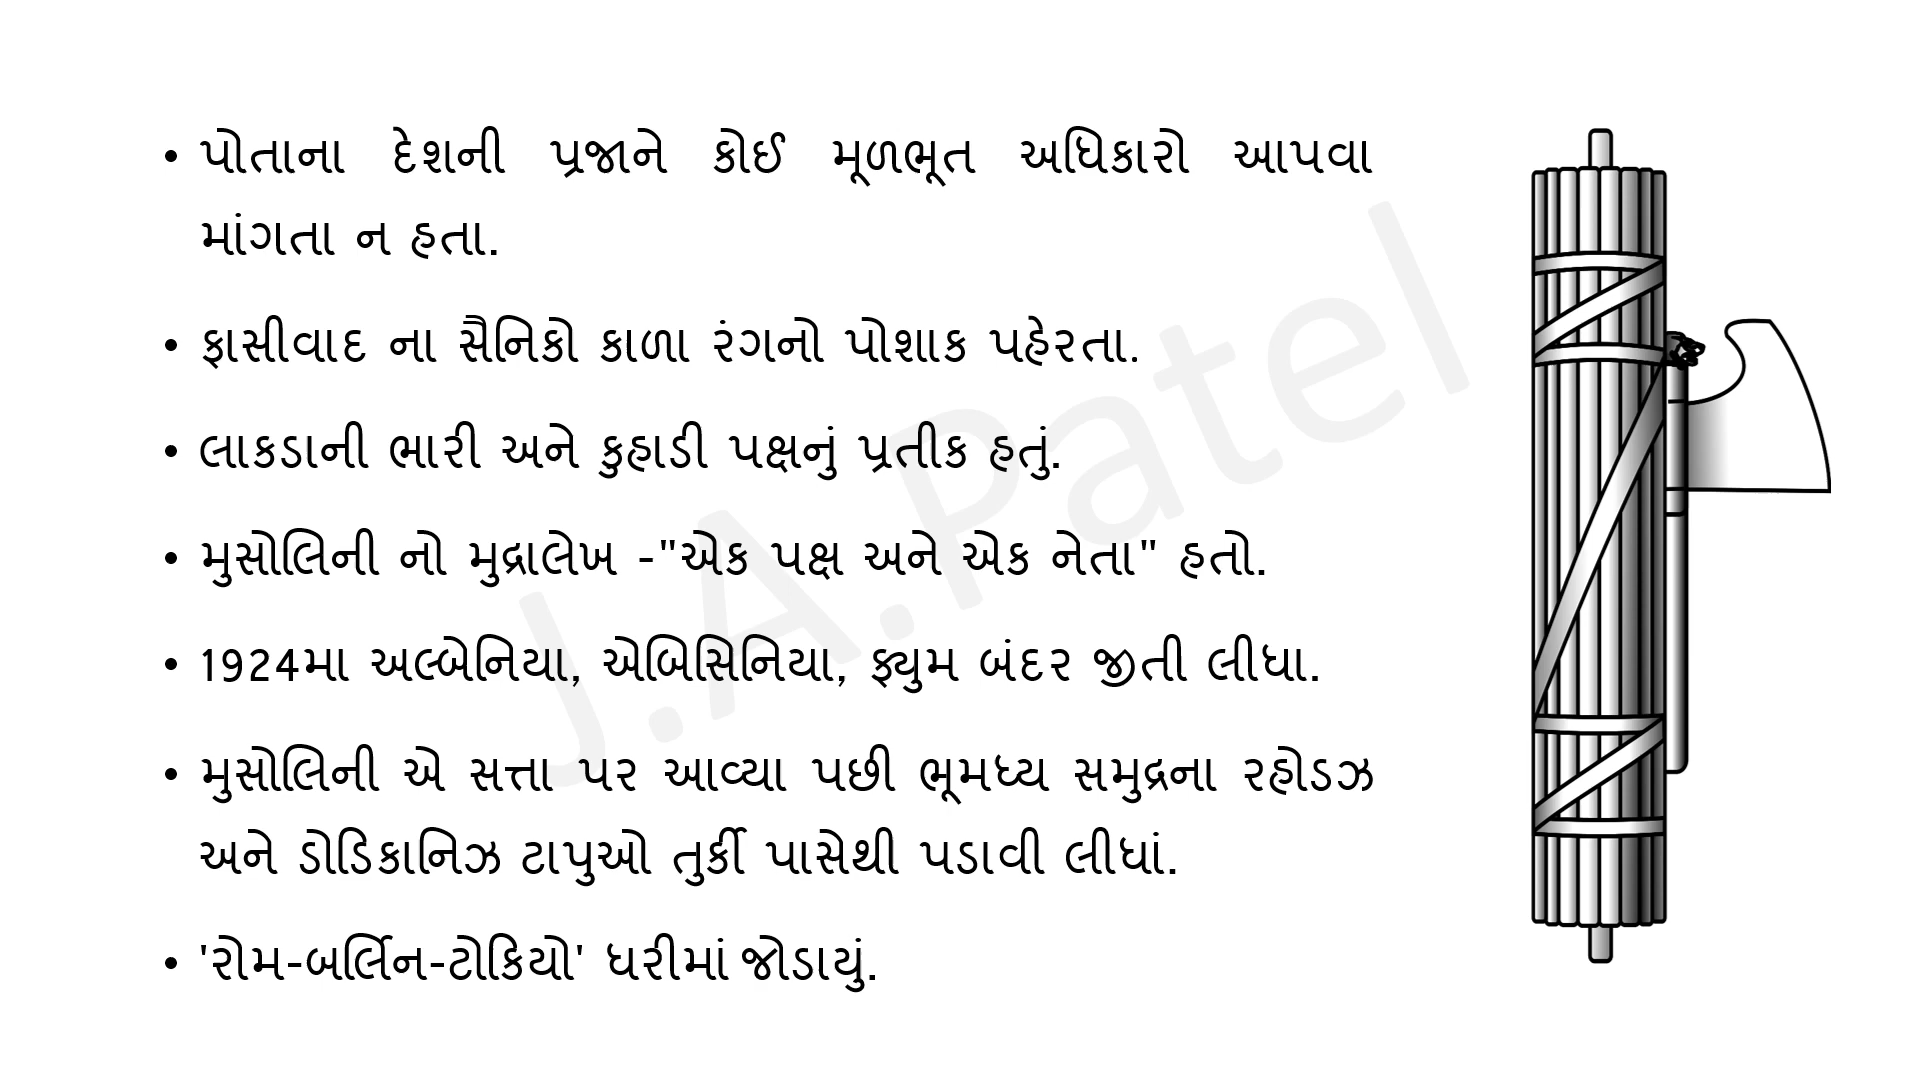 • પોતાના દેશની પ્રજાને કોઈ મૂળભૂત અધિકારો આપવા
માંગતા ન હતા.
• ફાસીવાદ ના સૈનિકો કાળા રંગનો પોશાક પહેરતા.
• લાકડાની ભારી અને કુહાડી પક્ષનું પ્રતીક હતું.
• મુસોલિની નો મુદ્રાલેખ -"એક પક્ષ અને એક નેતા" હતો.
• 1924મા અલ્બેનિયા, એબિસિનિયા, ફ્યુમ બંદર જીતી લીધા.
• મુસોલિની એ સત્તા પર આવ્યા પછી ભૂમધ્ય સમુદ્રના રહોડઝ
અને ડોડિકાનિઝ ટાપુઓ તુર્કી પાસેથી પડાવી લીધાં.
• 'રોમ-બર્લિન-ટોકિયો' ધરીમાં જોડાયું.
J.A.Patel